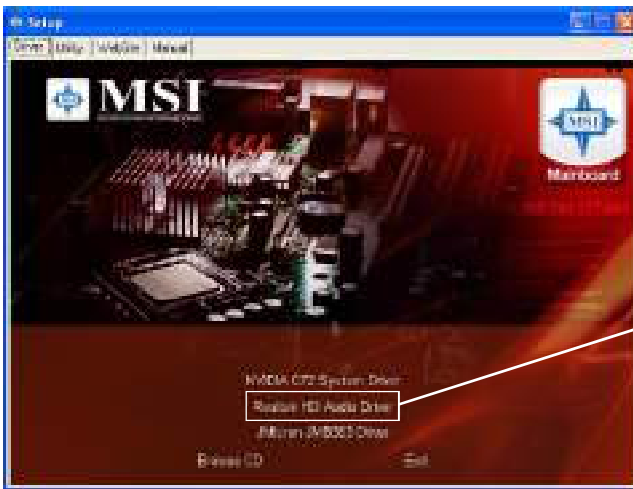 Setup
Driver Utility WebSite Manual
MSI
MSI
Mainboard
NVIDIA C73 System Driver
Realtek HD Audio Driver
JMicron JMB363 Driver
Browse CD Exit